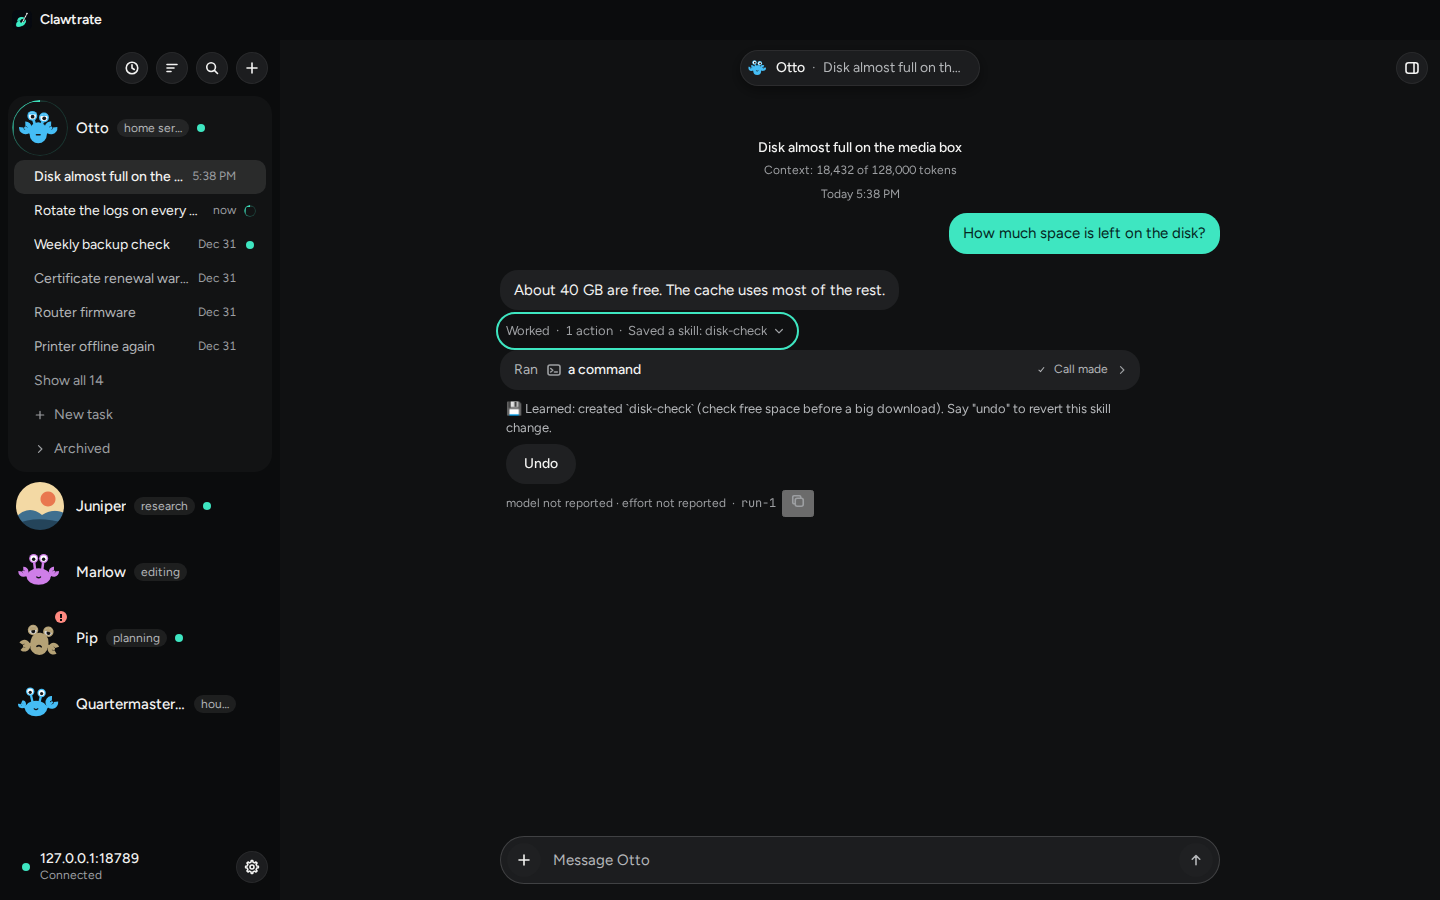 Clawtrate
Otto · Disk almost full on th...
Otto home ser...
Disk almost full on the ... 5:38 PM
Rotate the logs on every ... now
Weekly backup check Dec 31
Certificate renewal war... Dec 31
Router firmware Dec 31
Printer offline again Dec 31
Show all 14
+ New task
Archived
Juniper research
Marlow editing
Pip planning
Quartermaster... hou...
127.0.0.1:18789
Connected
Disk almost full on the media box
Context: 18,432 of 128,000 tokens
Today 5:38 PM
How much space is left on the disk?
About 40 GB are free. The cache uses most of the rest.
Worked · 1 action · Saved a skill: disk-check
Ran a command ✓ Call made
💾 Learned: created `disk-check` (check free space before a big download). Say "undo" to revert this skill
change.
Undo
model not reported · effort not reported · run-1
Message Otto